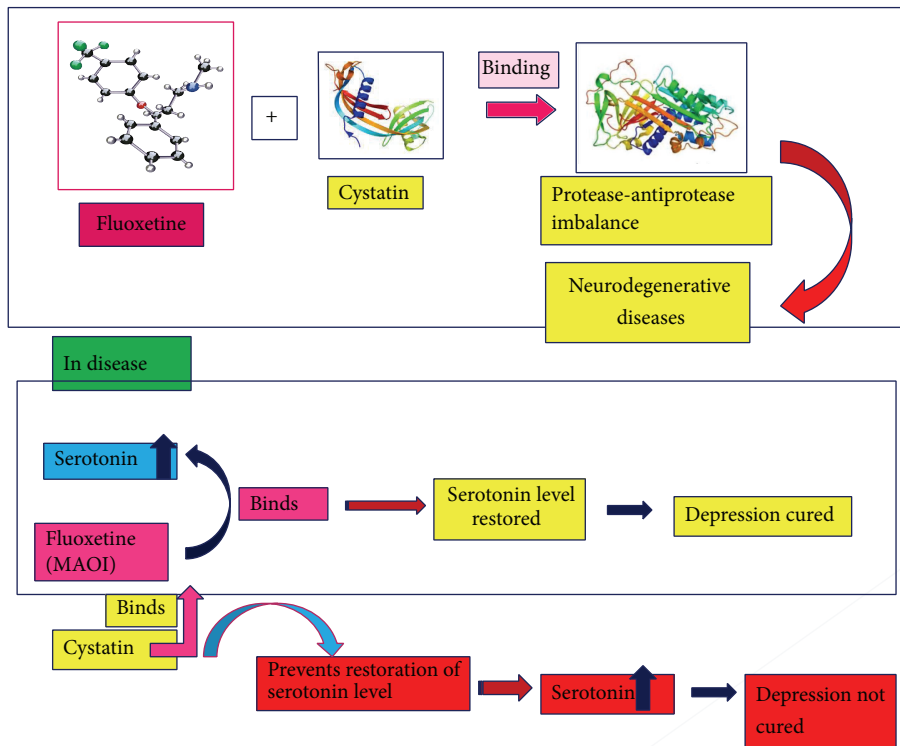 Binding
+
Fluoxetine
Cystatin
Protease-antiprotease
imbalance
Neurodegenerative
diseases
In disease
Serotonin
Binds
Serotonin level
restored
Depression cured
Fluoxetine
(MAOI)
Binds
Cystatin
Prevents restoration of
serotonin level
Serotonin
Depression not
cured